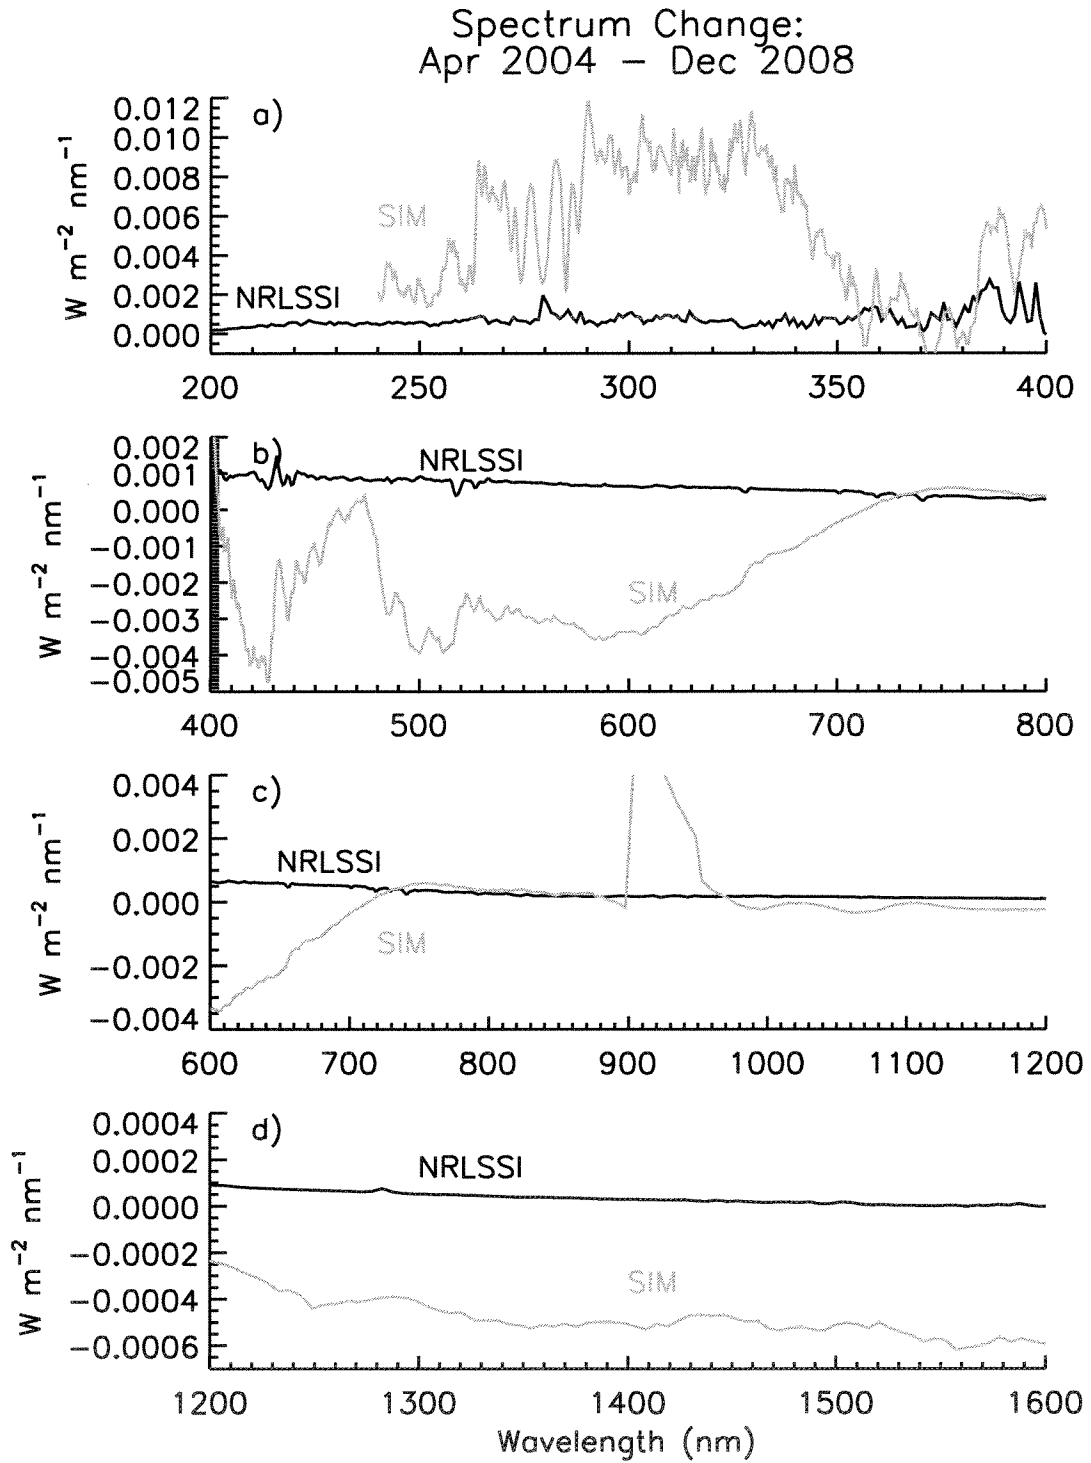 Spectrum Change:
Apr 2004 – Dec 2008
a)
0.012
0.010
0.008
0.006
0.004
0.002
0.000
W m⁻² nm⁻¹
SIM
NRLSSI
200 250 300 350 400
b)
0.002
0.001
0.000
−0.001
−0.002
−0.003
−0.004
−0.005
W m⁻² nm⁻¹
NRLSSI
SIM
400 500 600 700 800
c)
0.004
0.002
0.000
−0.002
−0.004
W m⁻² nm⁻¹
NRLSSI
SIM
600 700 800 900 1000 1100 1200
d)
0.0004
0.0002
0.0000
−0.0002
−0.0004
−0.0006
W m⁻² nm⁻¹
NRLSSI
SIM
1200 1300 1400 1500 1600
Wavelength (nm)